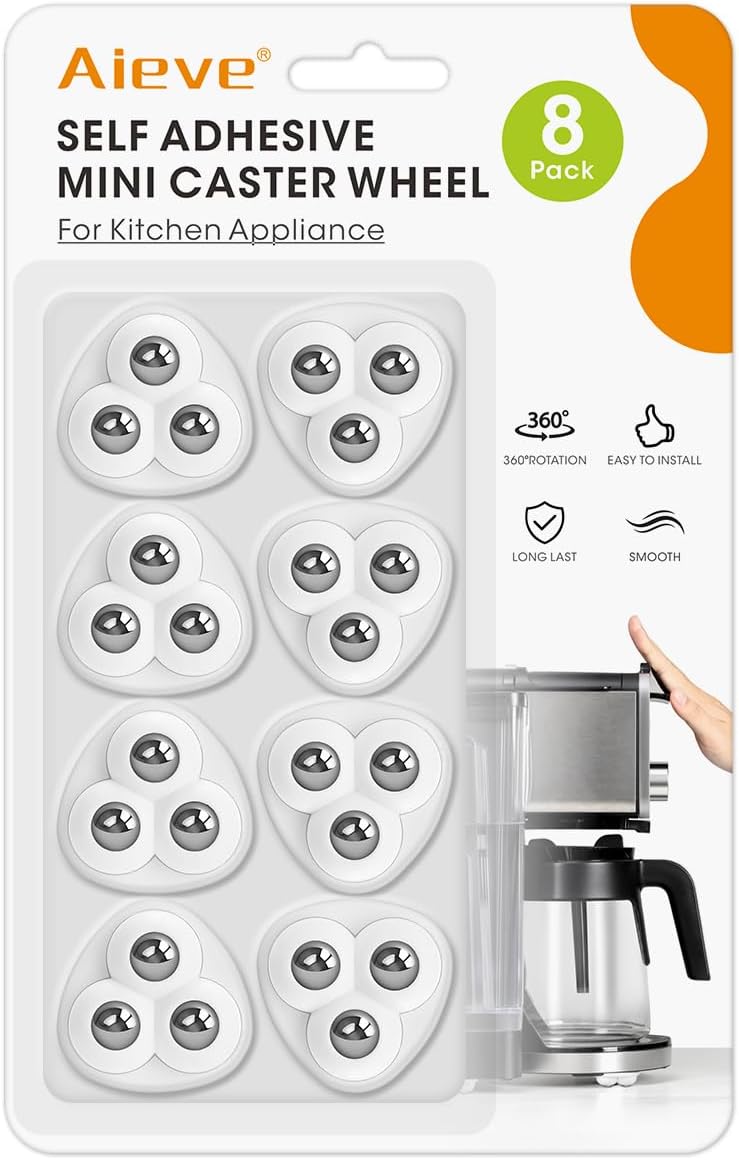 Aieve®
SELF ADHESIVE
MINI CASTER WHEEL
For Kitchen Appliance
8
Pack
360°
360°ROTATION
EASY TO INSTALL
LONG LAST
SMOOTH